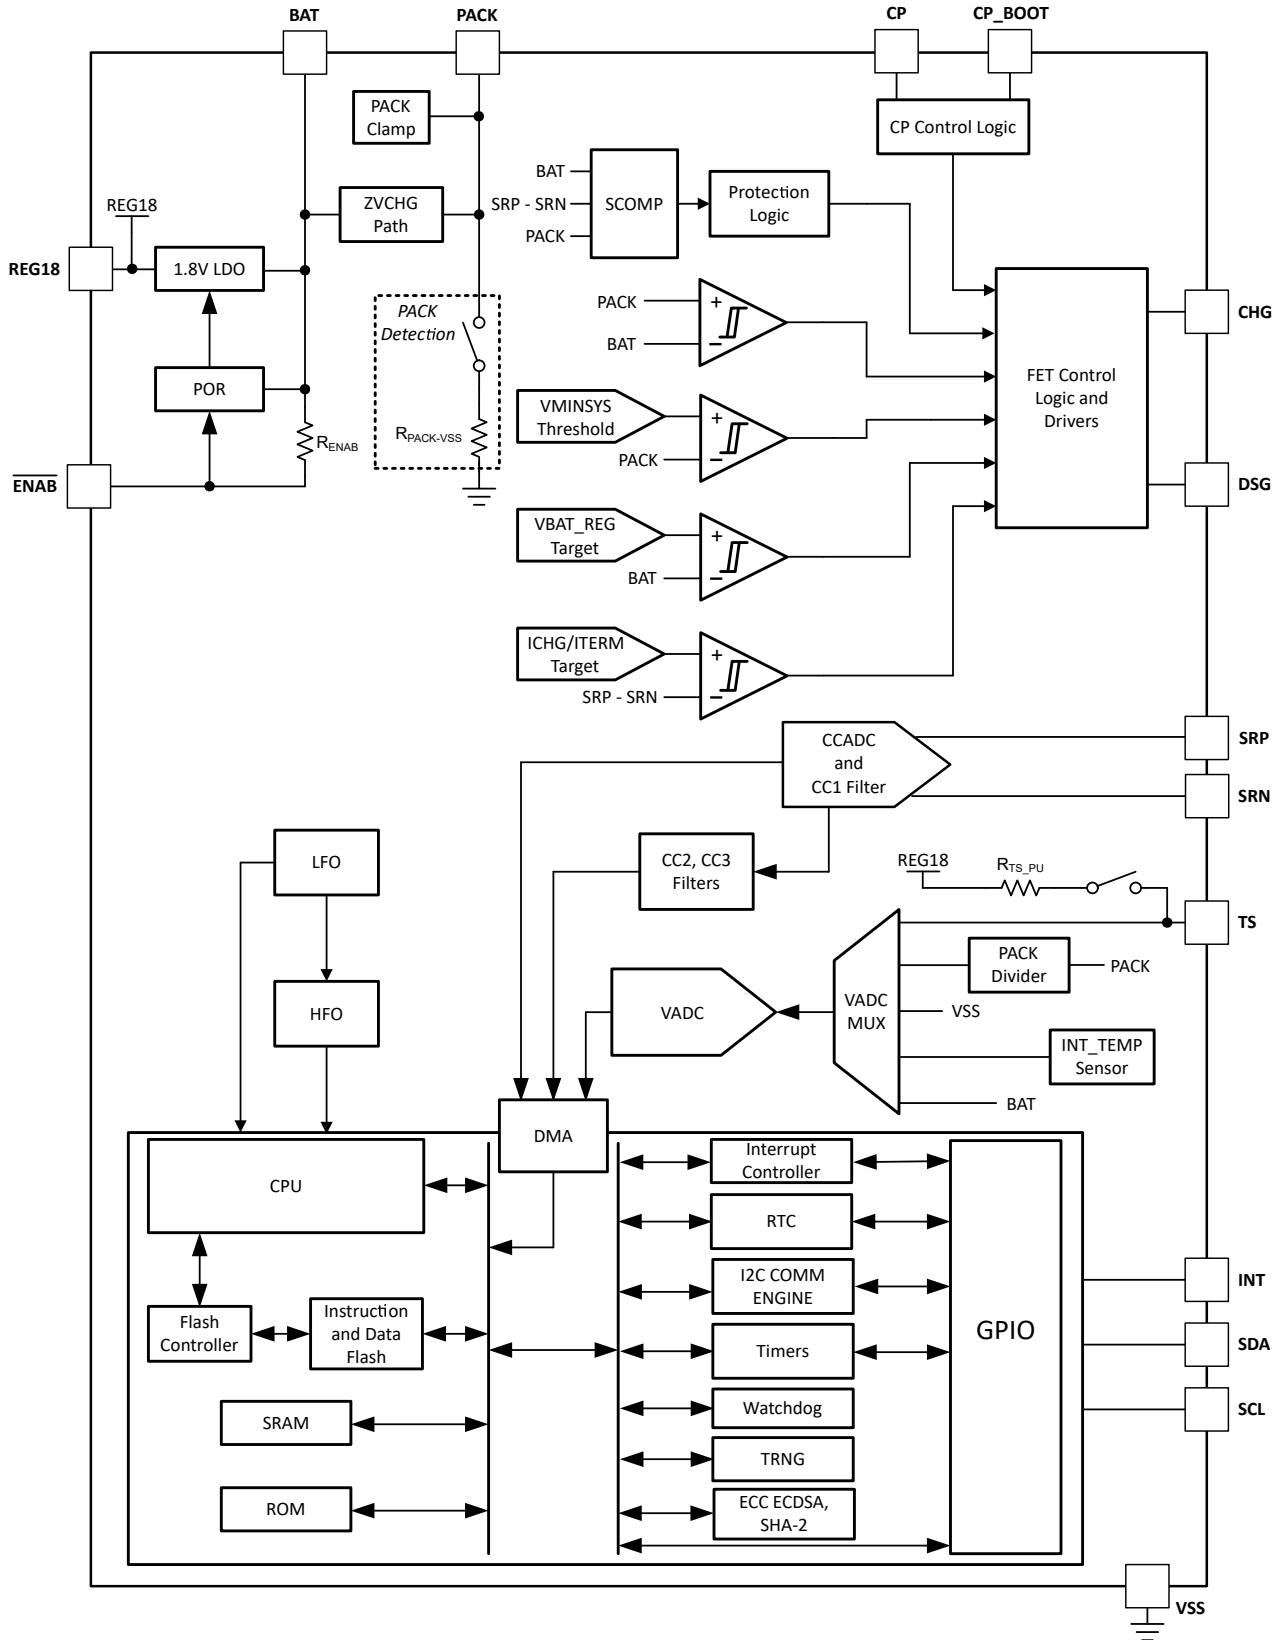 BAT
PACK
CP
CP_BOOT
PACK
Clamp
CP Control Logic
BAT
SRP - SRN
PACK
SCOMP
Protection
Logic
REG18
ZVCHG
Path
REG18
1.8V LDO
PACK
Detection
PACK
BAT
CHG
POR
FET Control
Logic and
Drivers
VMINSYS
Threshold
RENAB
RPACK-VSS
PACK
ENAB
DSG
VBAT_REG
Target
BAT
ICHG/ITERM
Target
SRP - SRN
CCADC
and
CC1 Filter
SRP
SRN
LFO
CC2, CC3
Filters
REG18
RTS_PU
TS
PACK
Divider
PACK
HFO
VADC
VADC
MUX
VSS
INT_TEMP
Sensor
BAT
DMA
CPU
Interrupt
Controller
RTC
I2C COMM
ENGINE
INT
Flash
Controller
Instruction
and Data
Flash
Timers
GPIO
SDA
SRAM
Watchdog
SCL
TRNG
ROM
ECC ECDSA,
SHA-2
VSS